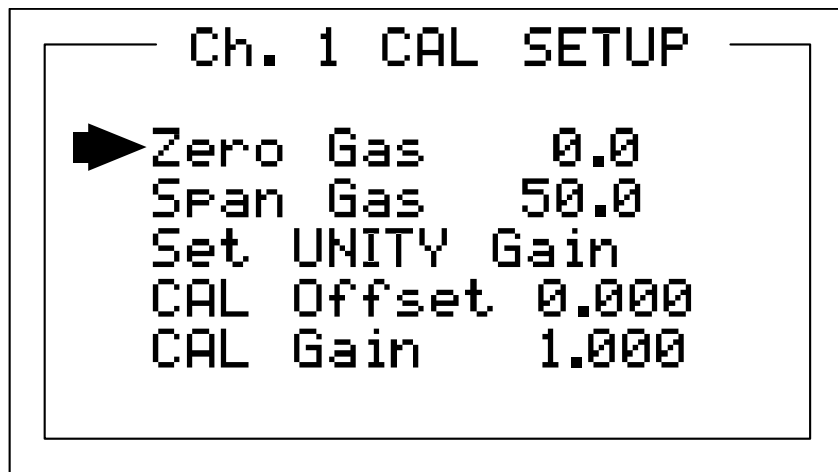 Ch. 1 CAL SETUP
Zero Gas 0.0
Span Gas 50.0
Set UNITY Gain
CAL Offset 0.000
CAL Gain 1.000